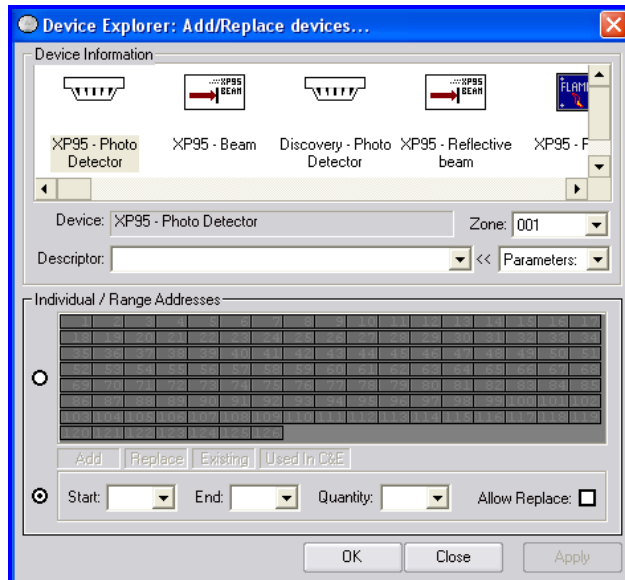 Device Explorer: Add/Replace devices...
Device Information
XP95 BEAM XP95 BEAM FLAM
XP95 - Photo Detector XP95 - Beam Discovery - Photo Detector XP95 - Reflective beam XP95 - F
Device: XP95 - Photo Detector Zone: 001
Descriptor: << Parameters:
Individual / Range Addresses
1 2 3 4 5 6 7 8 9 10 11 12 13 14 15 16 17
18 19 20 21 22 23 24 25 26 27 28 29 30 31 32 33 34
35 36 37 38 39 40 41 42 43 44 45 46 47 48 49 50 51
52 53 54 55 56 57 58 59 60 61 62 63 64 65 66 67 68
69 70 71 72 73 74 75 76 77 78 79 80 81 82 83 84 85
86 87 88 89 90 91 92 93 94 95 96 97 98 99 100 101 102
103 104 105 106 107 108 109 110 111 112 113 114 115 116 117 118 119
120 121 122 123 124 125 126
Add Replace Existing Used In C&E
Start: End: Quantity: Allow Replace:
OK Close Apply